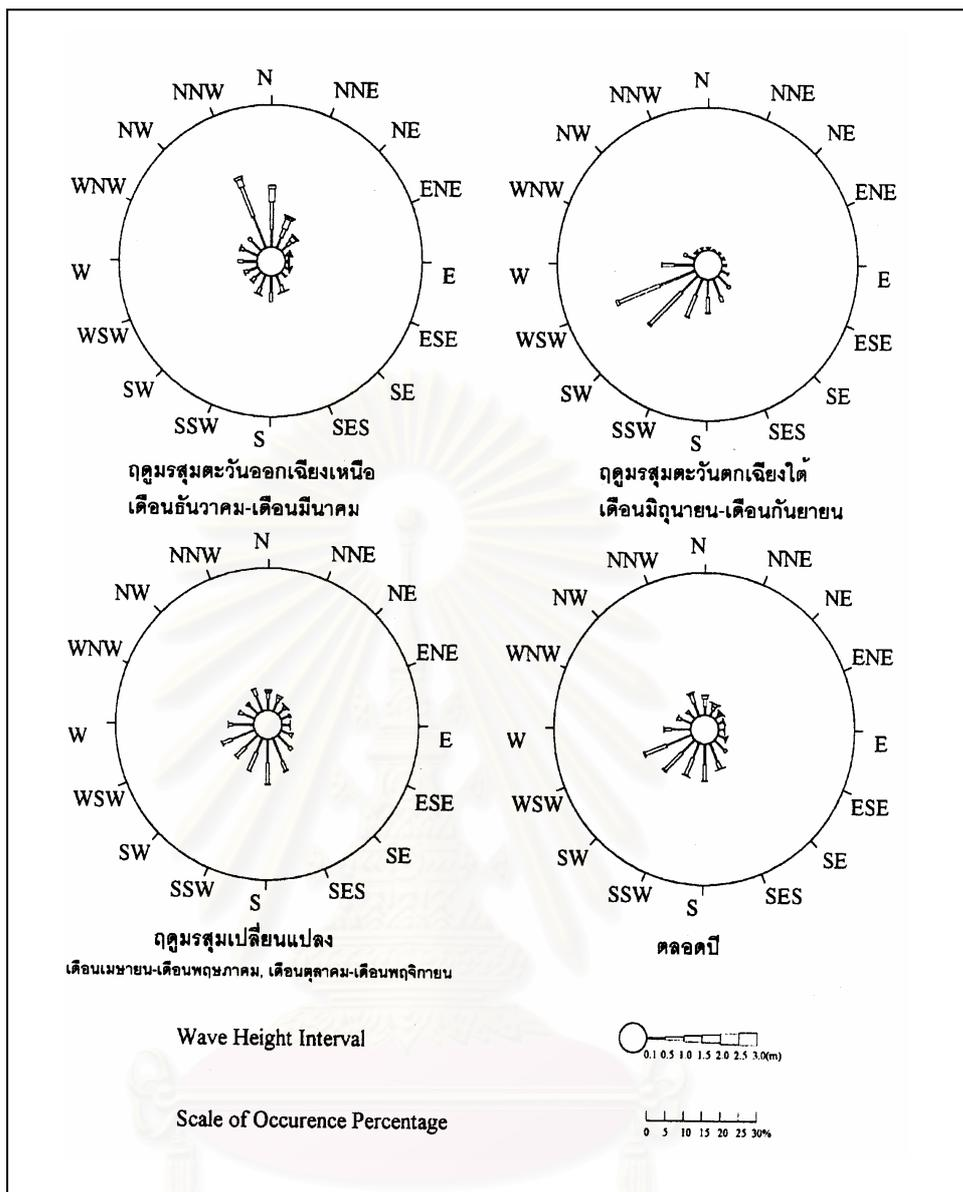 N
NNW NNE
NW NE
WNW ENE
W E
WSW ESE
SW SE
SSW SES
S
ฤดูมรสุมตะวันออกเฉียงเหนือ
เดือนธันวาคม-เดือนมีนาคม
N
NNW NNE
NW NE
WNW ENE
W E
WSW ESE
SW SE
SSW SES
S
ฤดูมรสุมตะวันตกเฉียงใต้
เดือนมิถุนายน-เดือนกันยายน
N
NNW NNE
NW NE
WNW ENE
W E
WSW ESE
SW SE
SSW SES
S
ฤดูมรสุมเปลี่ยนแปลง
เดือนเมษายน-เดือนพฤษภาคม, เดือนตุลาคม-เดือนพฤจิกายน
N
NNW NNE
NW NE
WNW ENE
W E
WSW ESE
SW SE
SSW SES
S
ตลอดปี
Wave Height Interval
0.1 0.5 1.0 1.5 2.0 2.5 3.0(m)
Scale of Occurence Percentage
0 5 10 15 20 25 30%